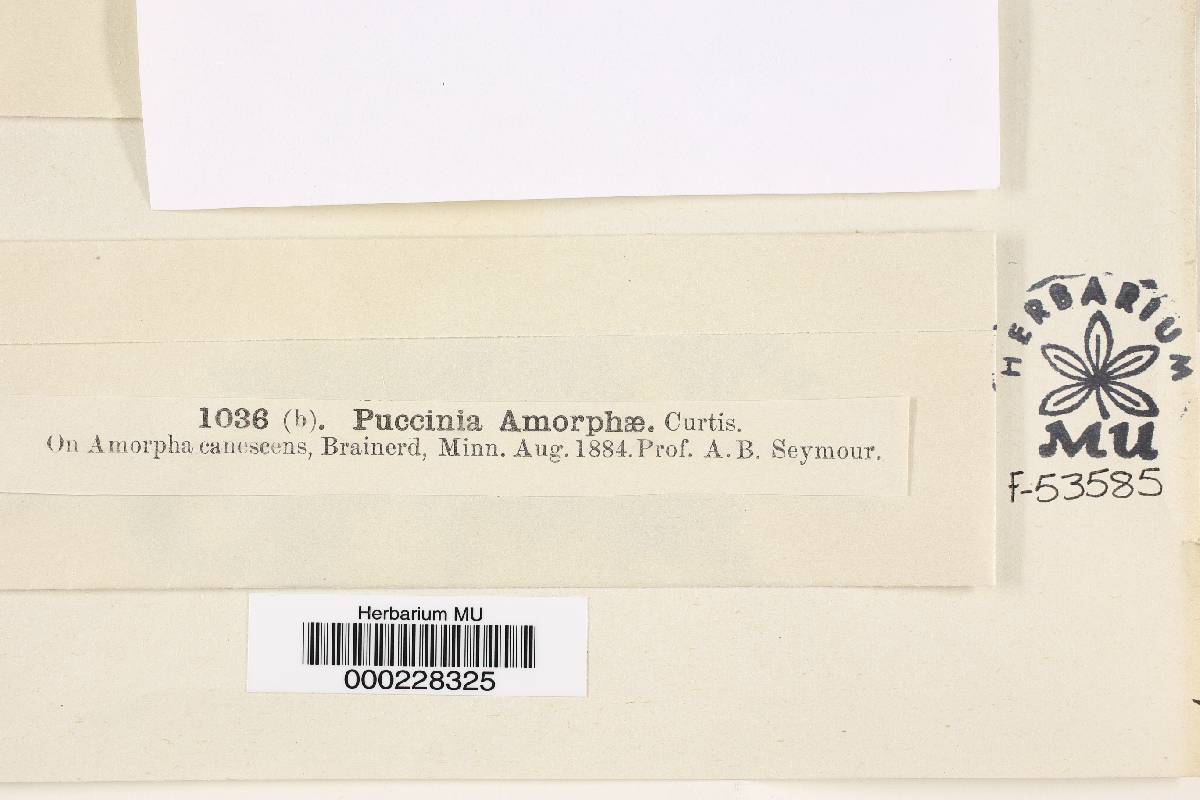 1036 (b). Puccinia Amorphæ. Curtis.
On Amorpha canescens, Brainerd, Minn. Aug. 1884. Prof. A. B. Seymour.
HERBARIUM
MU
F-53585
Herbarium MU
000228325